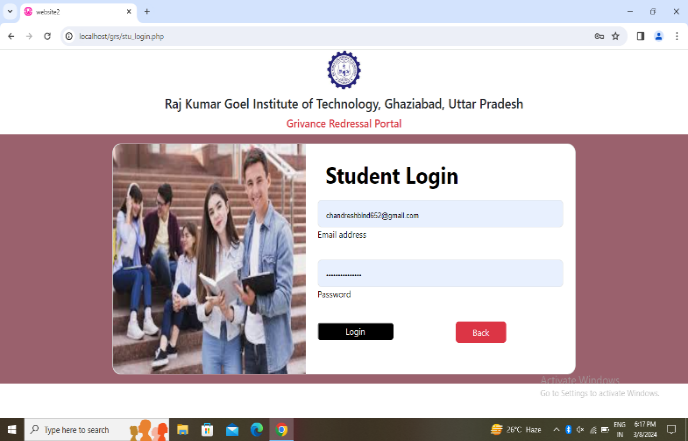 website2
localhost/grs/stu_login.php
Raj Kumar Goel Institute of Technology, Ghaziabad, Uttar Pradesh
Grivance Redressal Portal
Student Login
chandreshbind652@gmail.com
Email address
•••••••••••••••
Password
Login Back
Activate Windows
Go to Settings to activate Windows.
Type here to search
26°C Haze
ENG
IN
6:17 PM
3/8/2024